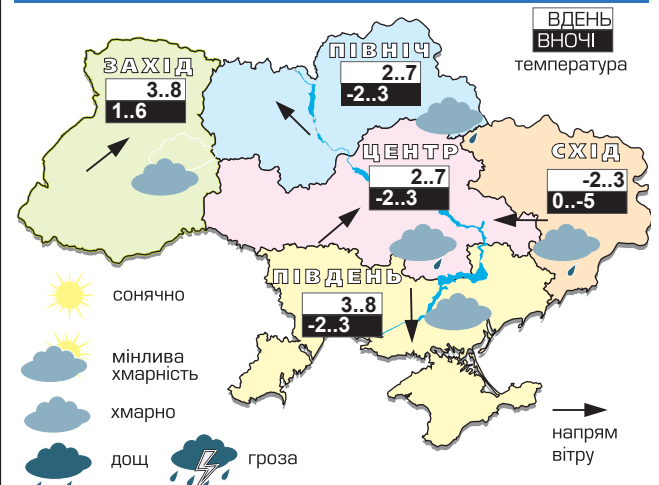 ВДЕНЬ
ВНОЧІ
температура
ПІВНІЧ
2..7
-2..3
ЗАХІД
3..8
1..6
ЦЕНТР
2..7
-2..3
СХІД
-2..3
0..-5
ПІВДЕНЬ
3..8
-2..3
сонячно
мінлива
хмарність
хмарно
дощ
гроза
напрям
вітру